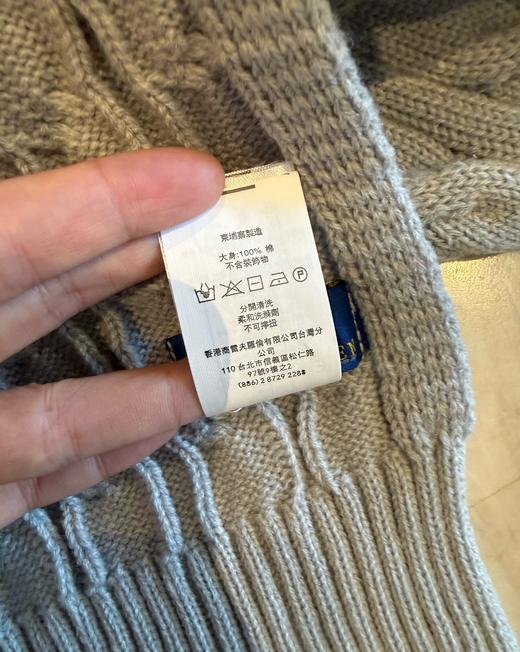 柬埔寨製造
大身:100% 棉
不含裝飾物
P
分開清洗
柔和洗滌劑
不可擰扭
香港商雷夫羅倫有限公司台灣分
公司
110 台北市信義區松仁路
97號9樓之2
(886) 2 8729 2288
EN